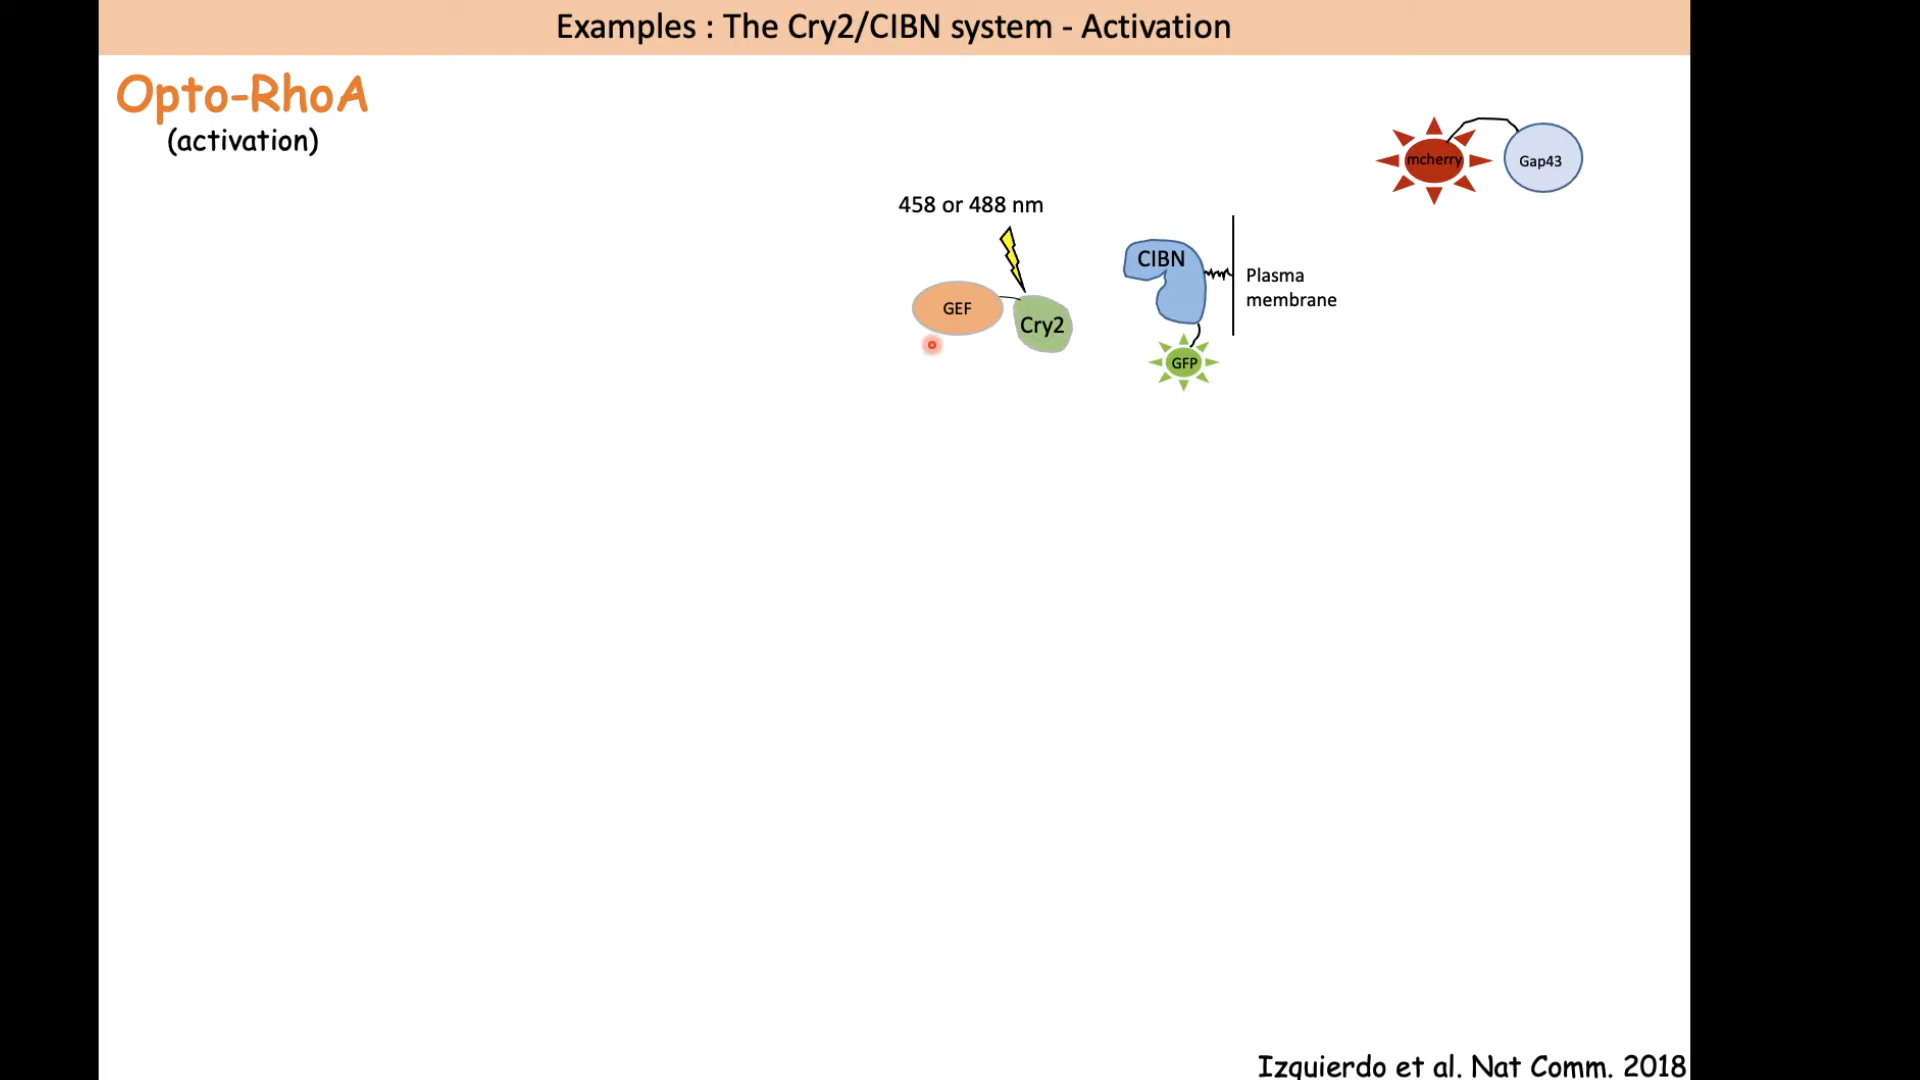 Examples : The Cry2/CIBN system - Activation
Opto-RhoA
(activation)
mcherry
Gap43
458 or 488 nm
CIBN
Plasma
membrane
GEF
Cry2
GFP
Izquierdo et al. Nat Comm. 2018